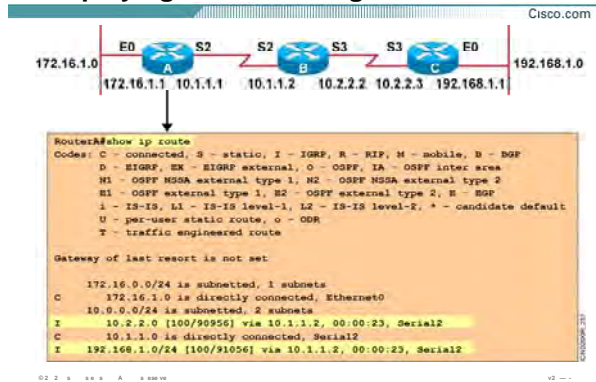 Cisco.com
E0 S2 S2 S3 S3 E0
172.16.1.0 A B C 192.168.1.0
172.16.1.1 10.1.1.1 10.1.1.2 10.2.2.2 10.2.2.3 192.168.1.1
RouterA#show ip route
Codes: C - connected, S - static, I - IGRP, R - RIP, M - mobile, B - BGP
D - EIGRP, EX - EIGRP external, O - OSPF, IA - OSPF inter area
N1 - OSPF NSSA external type 1, N2 - OSPF NSSA external type 2
E1 - OSPF external type 1, E2 - OSPF external type 2, E - EGP
i - IS-IS, L1 - IS-IS level-1, L2 - IS-IS level-2, * - candidate default
U - per-user static route, o - ODR
T - traffic engineered route
Gateway of last resort is not set
172.16.0.0/24 is subnetted, 1 subnets
C 172.16.1.0 is directly connected, Ethernet0
10.0.0.0/24 is subnetted, 2 subnets
I 10.2.2.0 [100/90956] via 10.1.1.2, 00:00:23, Serial2
C 10.1.1.0 is directly connected, Serial2
I 192.168.1.0/24 [100/91056] via 10.1.1.2, 00:00:23, Serial2